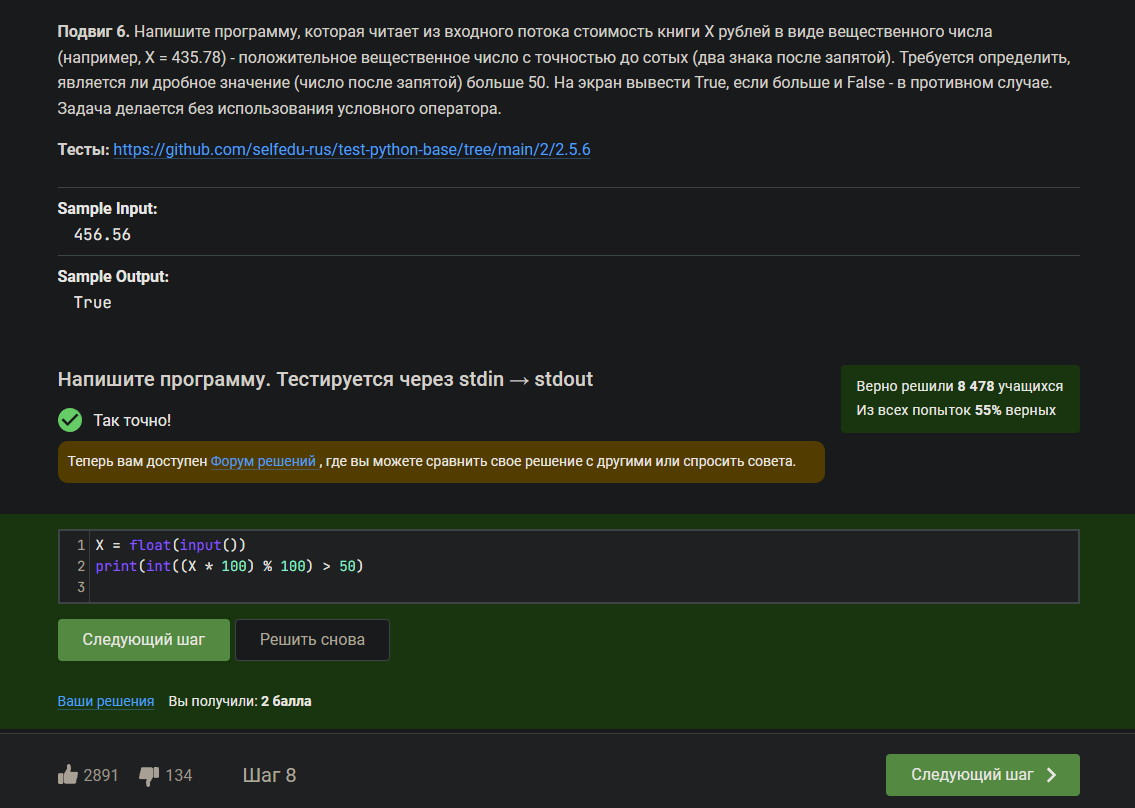 Подвиг 6. Напишите программу, которая читает из входного потока стоимость книги X рублей в виде вещественного числа
(например, X = 435.78) - положительное вещественное число с точностью до сотых (два знака после запятой). Требуется определить,
является ли дробное значение (число после запятой) больше 50. На экран вывести True, если больше и False - в противном случае.
Задача делается без использования условного оператора.
Тесты: https://github.com/selfedu-rus/test-python-base/tree/main/2/2.5.6
Sample Input:
456.56
Sample Output:
True
Напишите программу. Тестируется через stdin → stdout
Верно решили 8 478 учащихся
Из всех попыток 55% верных
Так точно!
Теперь вам доступен Форум решений , где вы можете сравнить свое решение с другими или спросить совета.
1 X = float(input())
2 print(int((X * 100) % 100) > 50)
3
Следующий шаг Решить снова
Ваши решения Вы получили: 2 балла
2891 134 Шаг 8 Следующий шаг